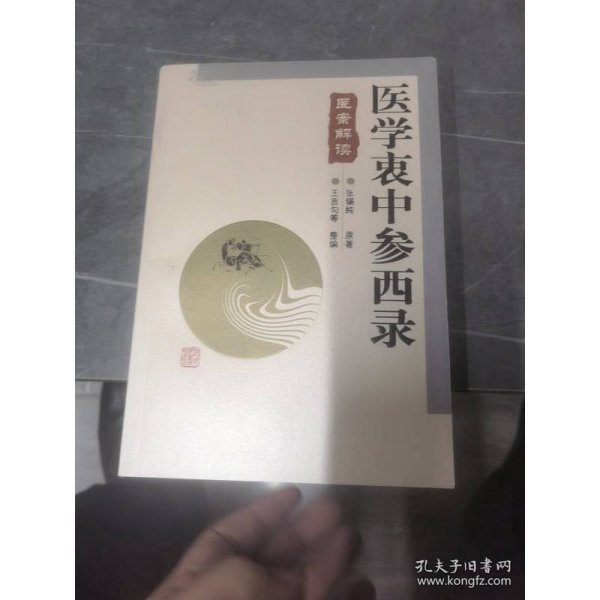 医学衷中参西录
医案解读
张锡纯 原著
王吉匀等 整编
孔夫子旧书网
www.kongfz.com